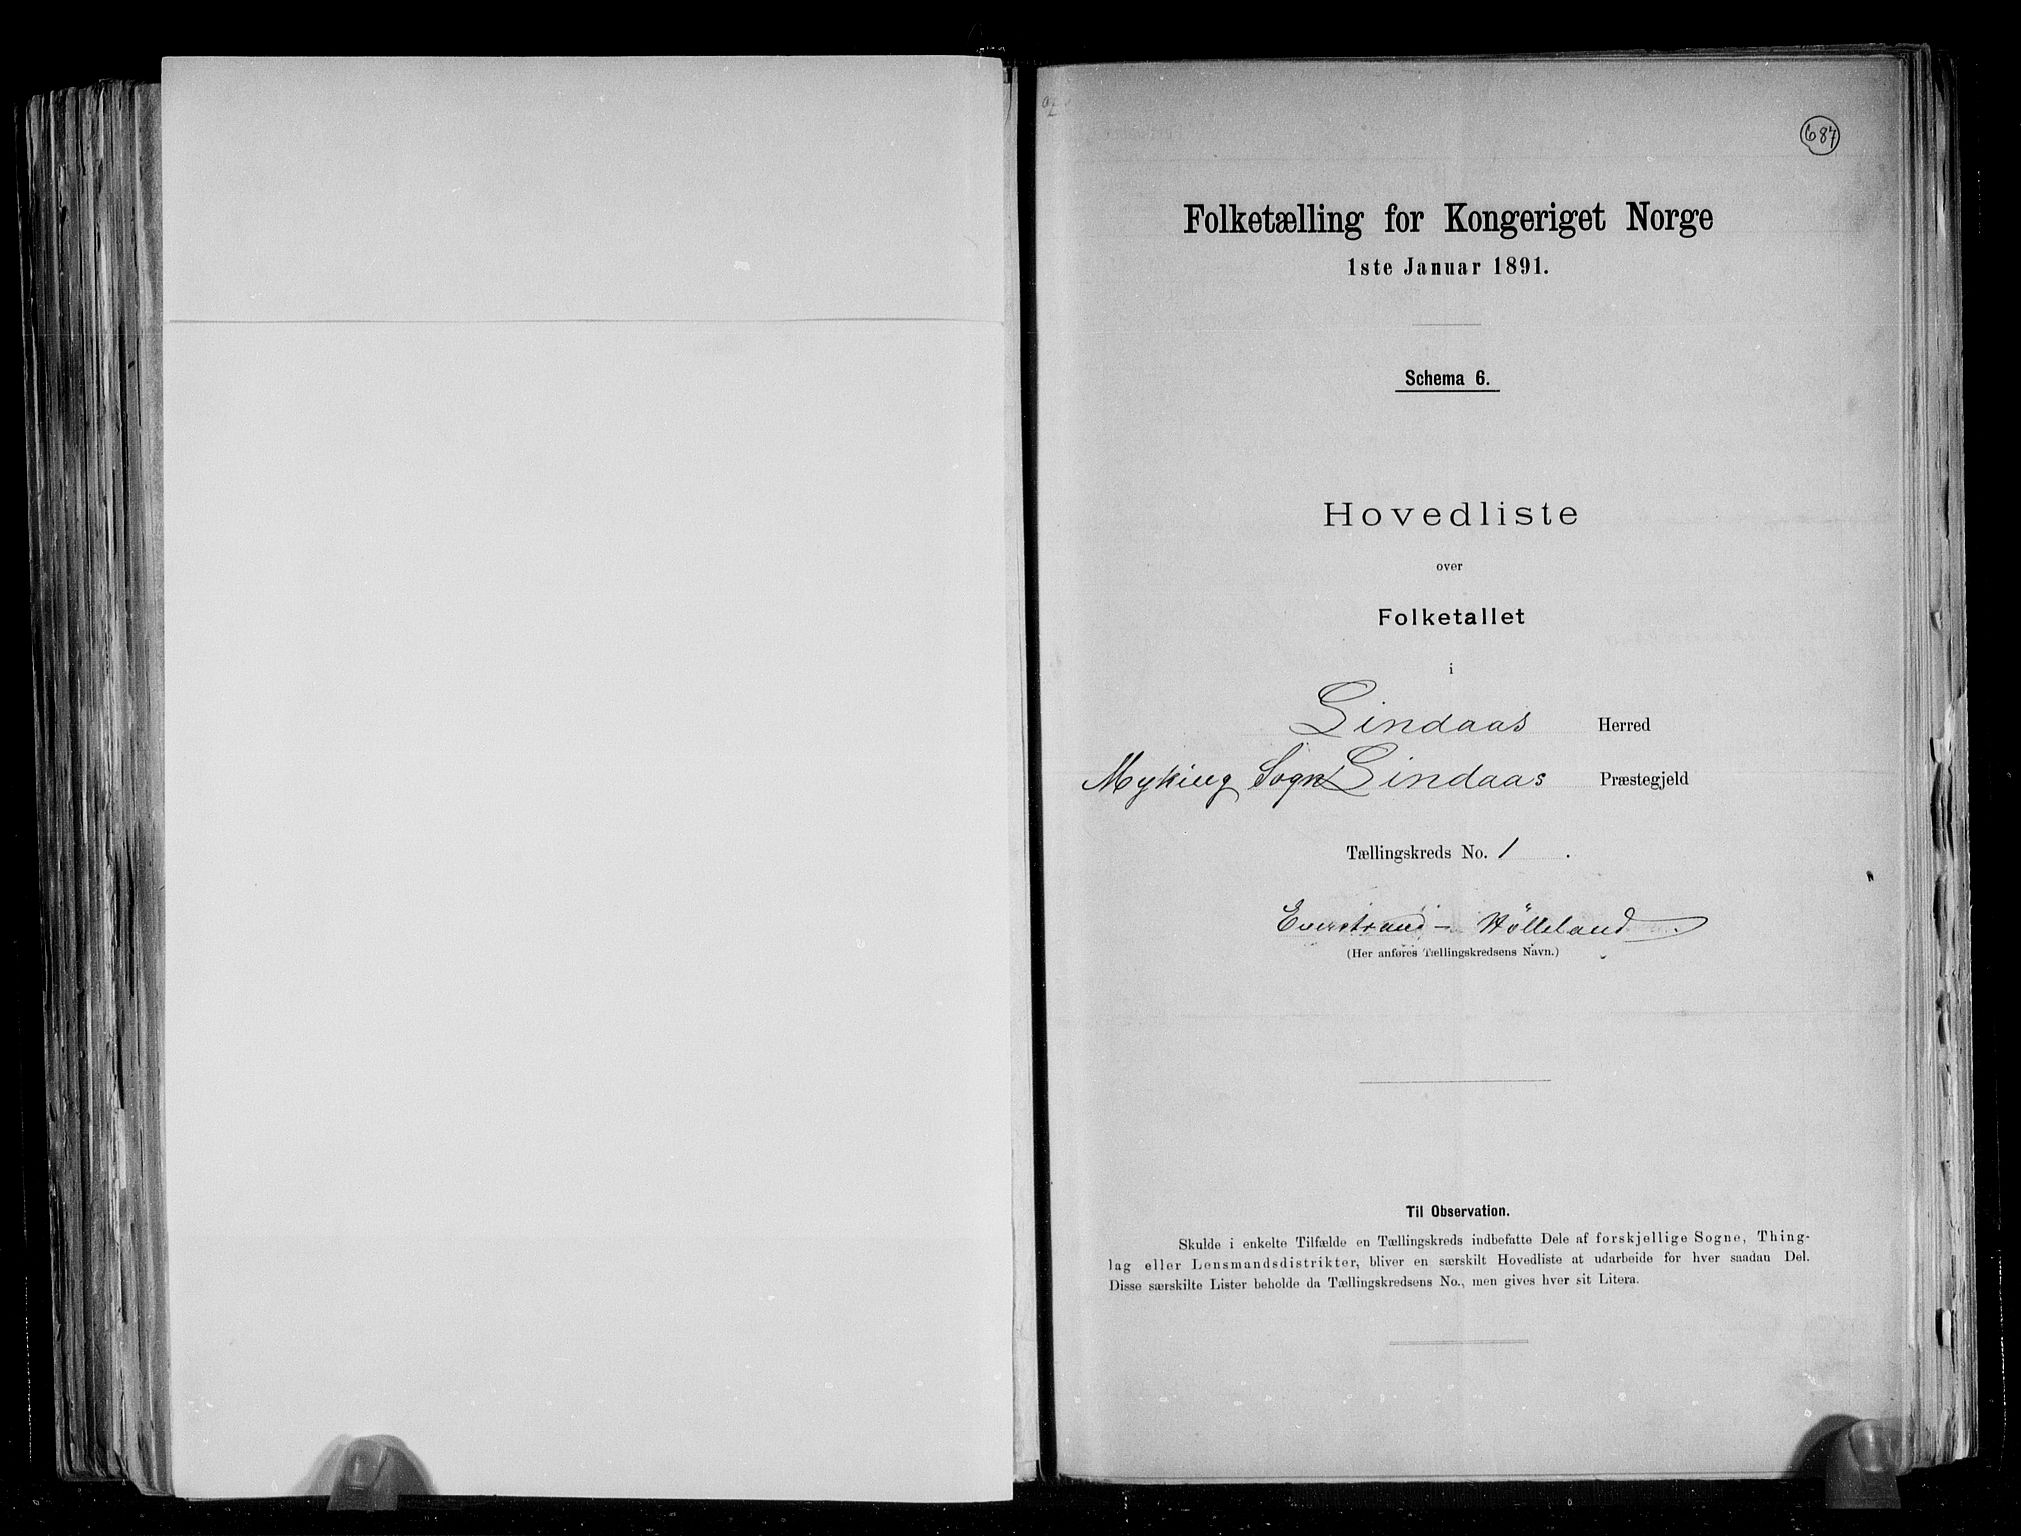 687
Folketælling for Kongeriget Norge
1ste Januar 1891.
Schema 6.
Hovedliste
over
Folketallet
i
Lindaas Herred
Myking Sogn Lindaas Præstegjeld
Tællingskreds No. 1.
Everstrand - Hölleland.
(Her anføres Tællingskredsens Navn.)
Til Observation.
Skulde i enkelte Tilfælde en Tællingskreds indbefatte Dele af forskjellige Sogne, Thing-
lag eller Lensmandsdistrikter, bliver en særskilt Hovedliste at udarbeide for hver saadan Del.
Disse særskilte Lister beholde da Tællingskredsens No., men gives hver sit Litera.